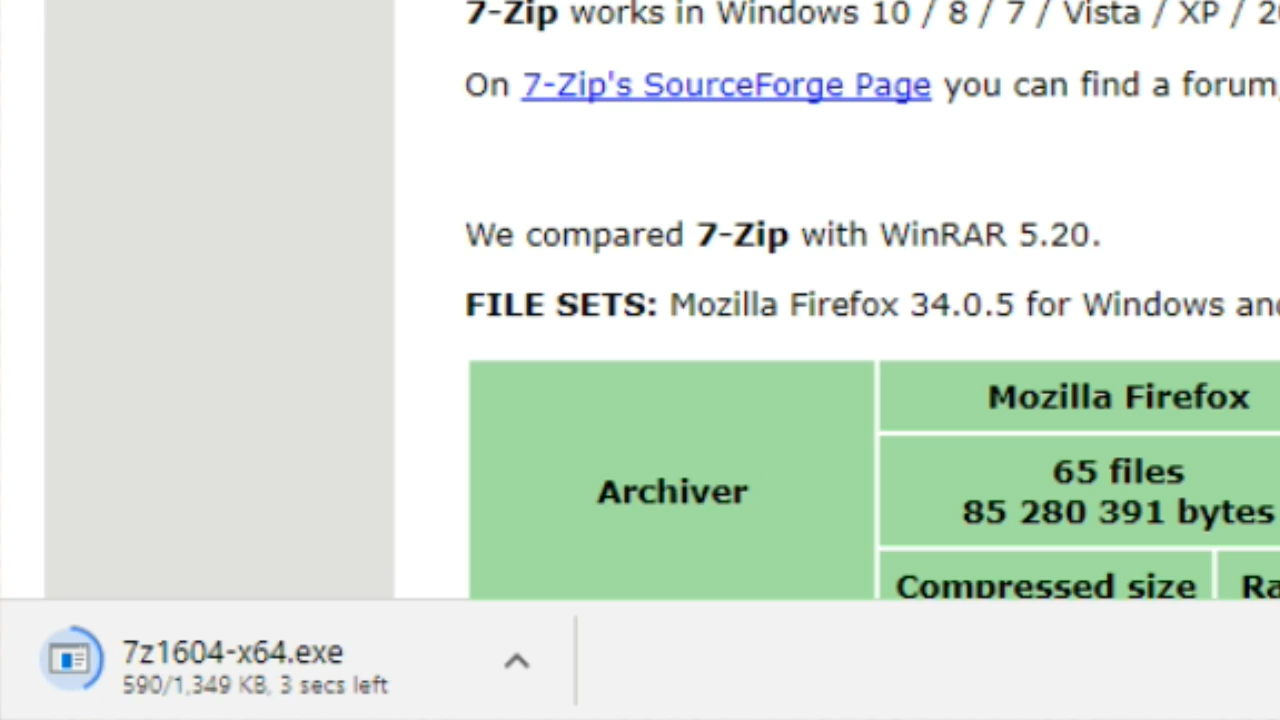 7-Zip works in Windows 10 / 8 / 7 / Vista / XP /
On 7-Zip's SourceForge Page you can find a forum,
We compared 7-Zip with WinRAR 5.20.
FILE SETS: Mozilla Firefox 34.0.5 for Windows and
Mozilla Firefox
Archiver
65 files
85 280 391 bytes
Compressed size
7z1604-x64.exe
590/1,349 KB, 3 secs left